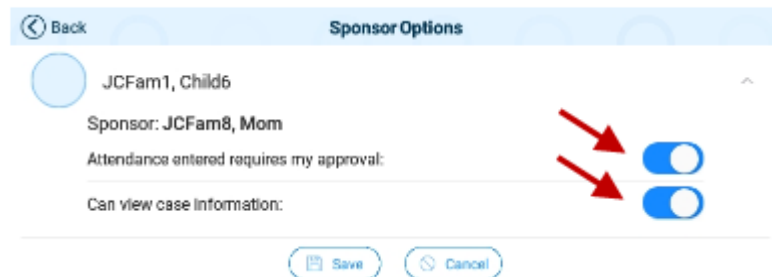 Back
Sponsor Options
JCFam1, Child6
Sponsor: JCFam8, Mom
Attendance entered requires my approval:
Can view case information:
Save Cancel